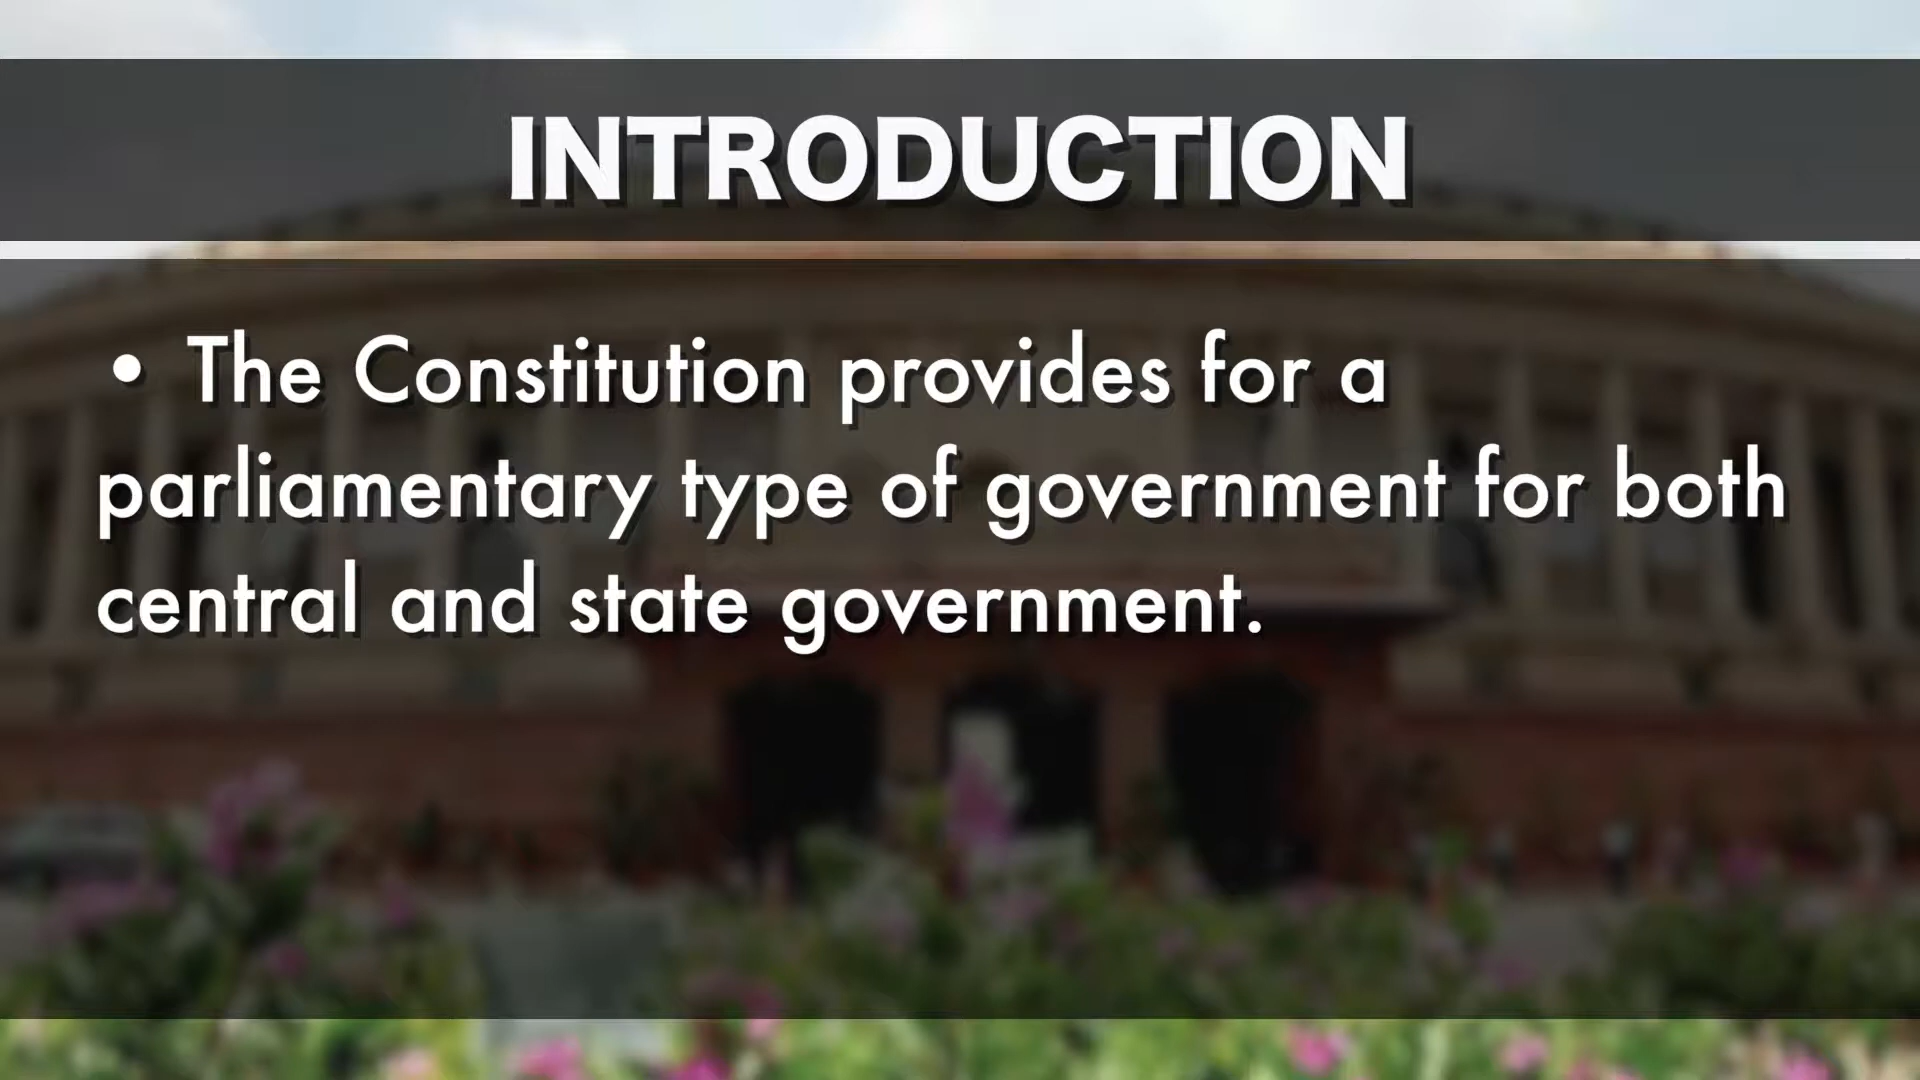 INTRODUCTION
• The Constitution provides for a
parliamentary type of government for both
central and state government.